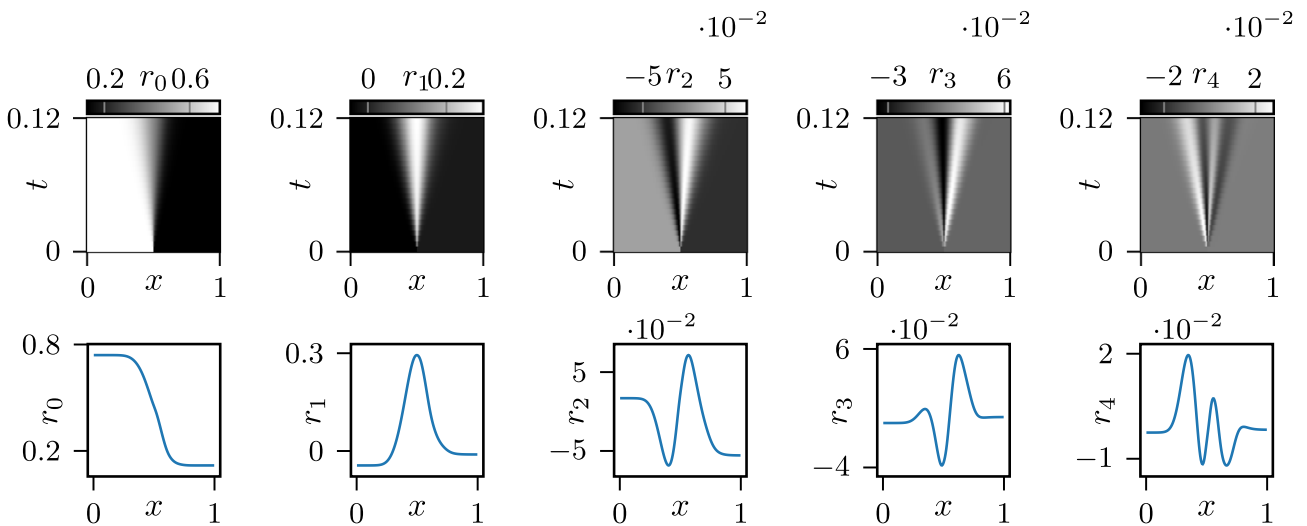 ·10⁻² ·10⁻² ·10⁻²
0.2 r₀ 0.6 0 r₁ 0.2 −5 r₂ 5 −3 r₃ 6 −2 r₄ 2
0.12 0.12 0.12 0.12 0.12
t t t t t
0 0 0 0 0
0 x 1 0 x 1 0 x 1 0 x 1 0 x 1
·10⁻² ·10⁻² ·10⁻²
0.8 0.3 5 6 2
r₀ r₁ r₂ r₃ r₄
0.2 0 −5 −4 −1
0 x 1 0 x 1 0 x 1 0 x 1 0 x 1